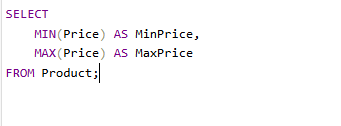 SELECT
    MIN(Price) AS MinPrice,
    MAX(Price) AS MaxPrice
FROM Product;